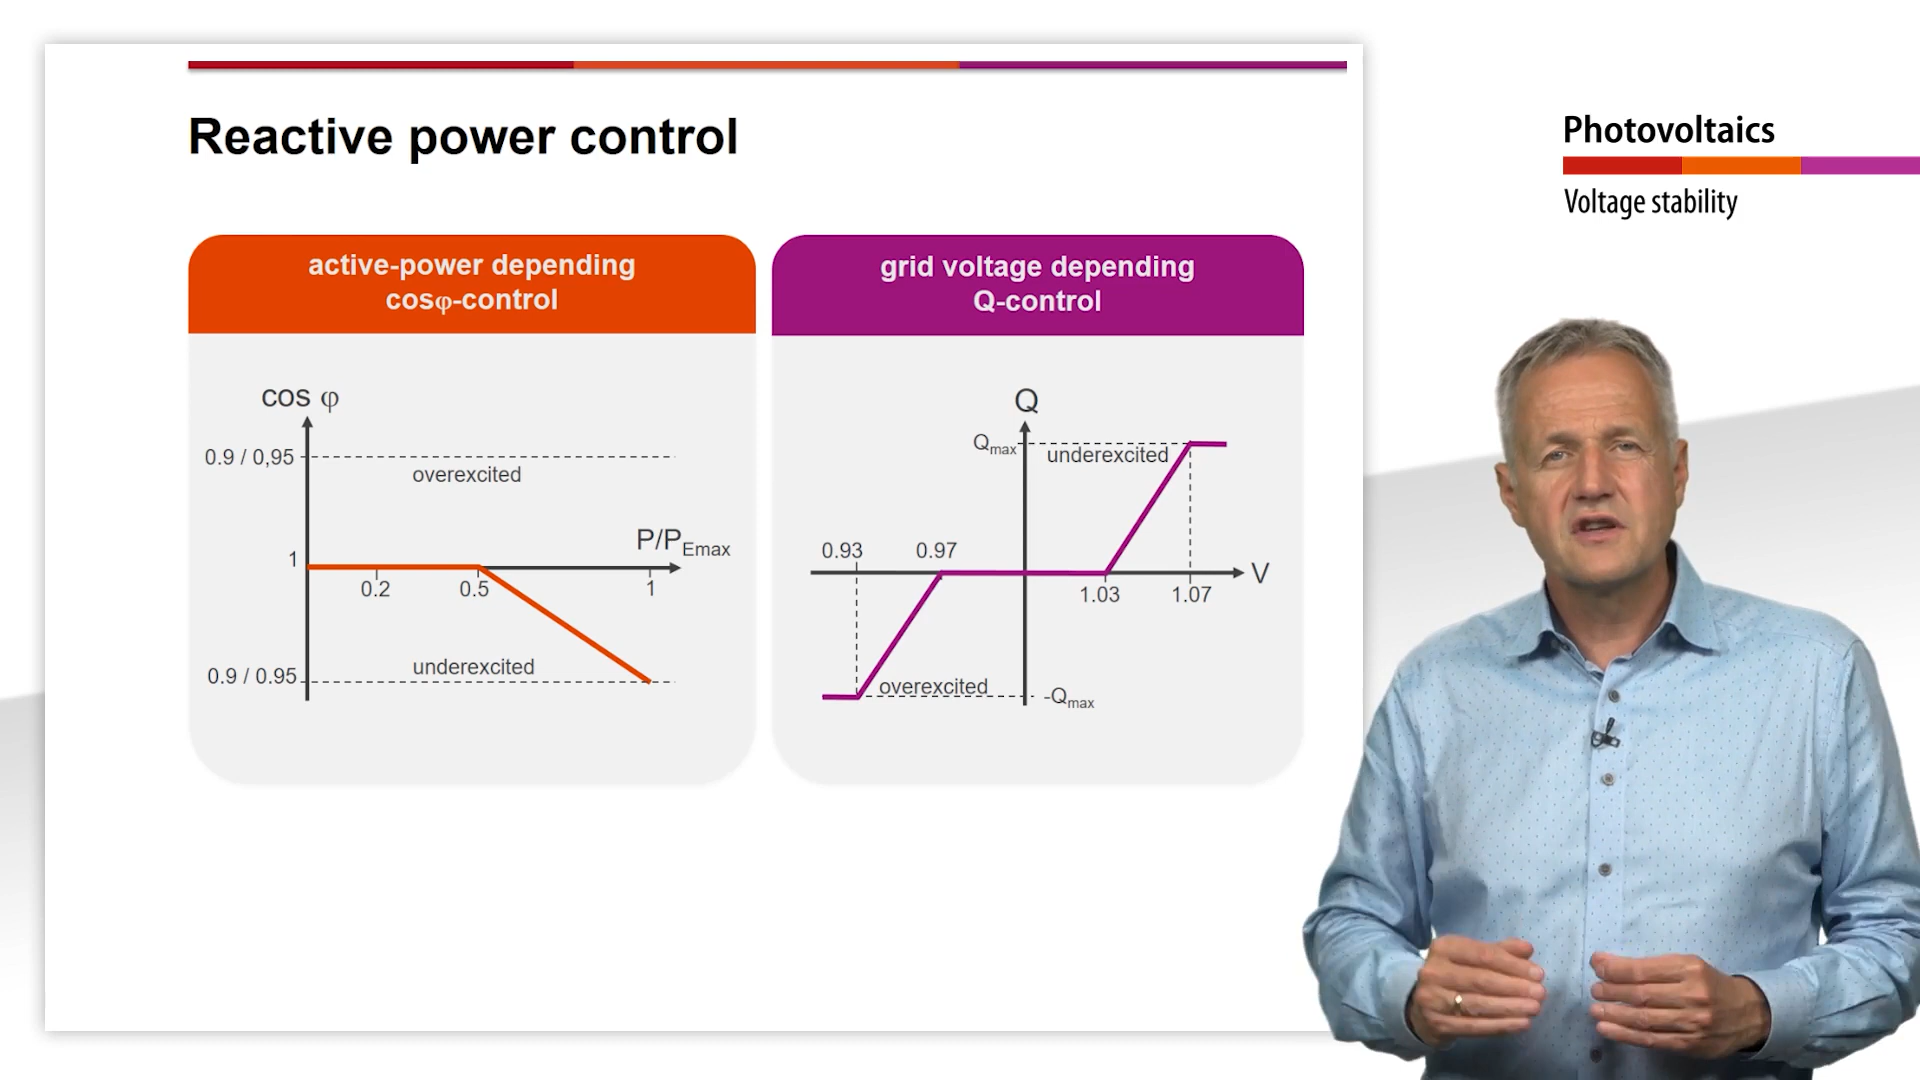 Reactive power control
Photovoltaics
Voltage stability
active-power depending
cosφ-control
cos φ
0.9 / 0,95
overexcited
P/PEmax
1
0.2
0.5
1
underexcited
0.9 / 0.95
grid voltage depending
Q-control
Q
Qmax
underexcited
0.93
0.97
V
1.03
1.07
overexcited
-Qmax